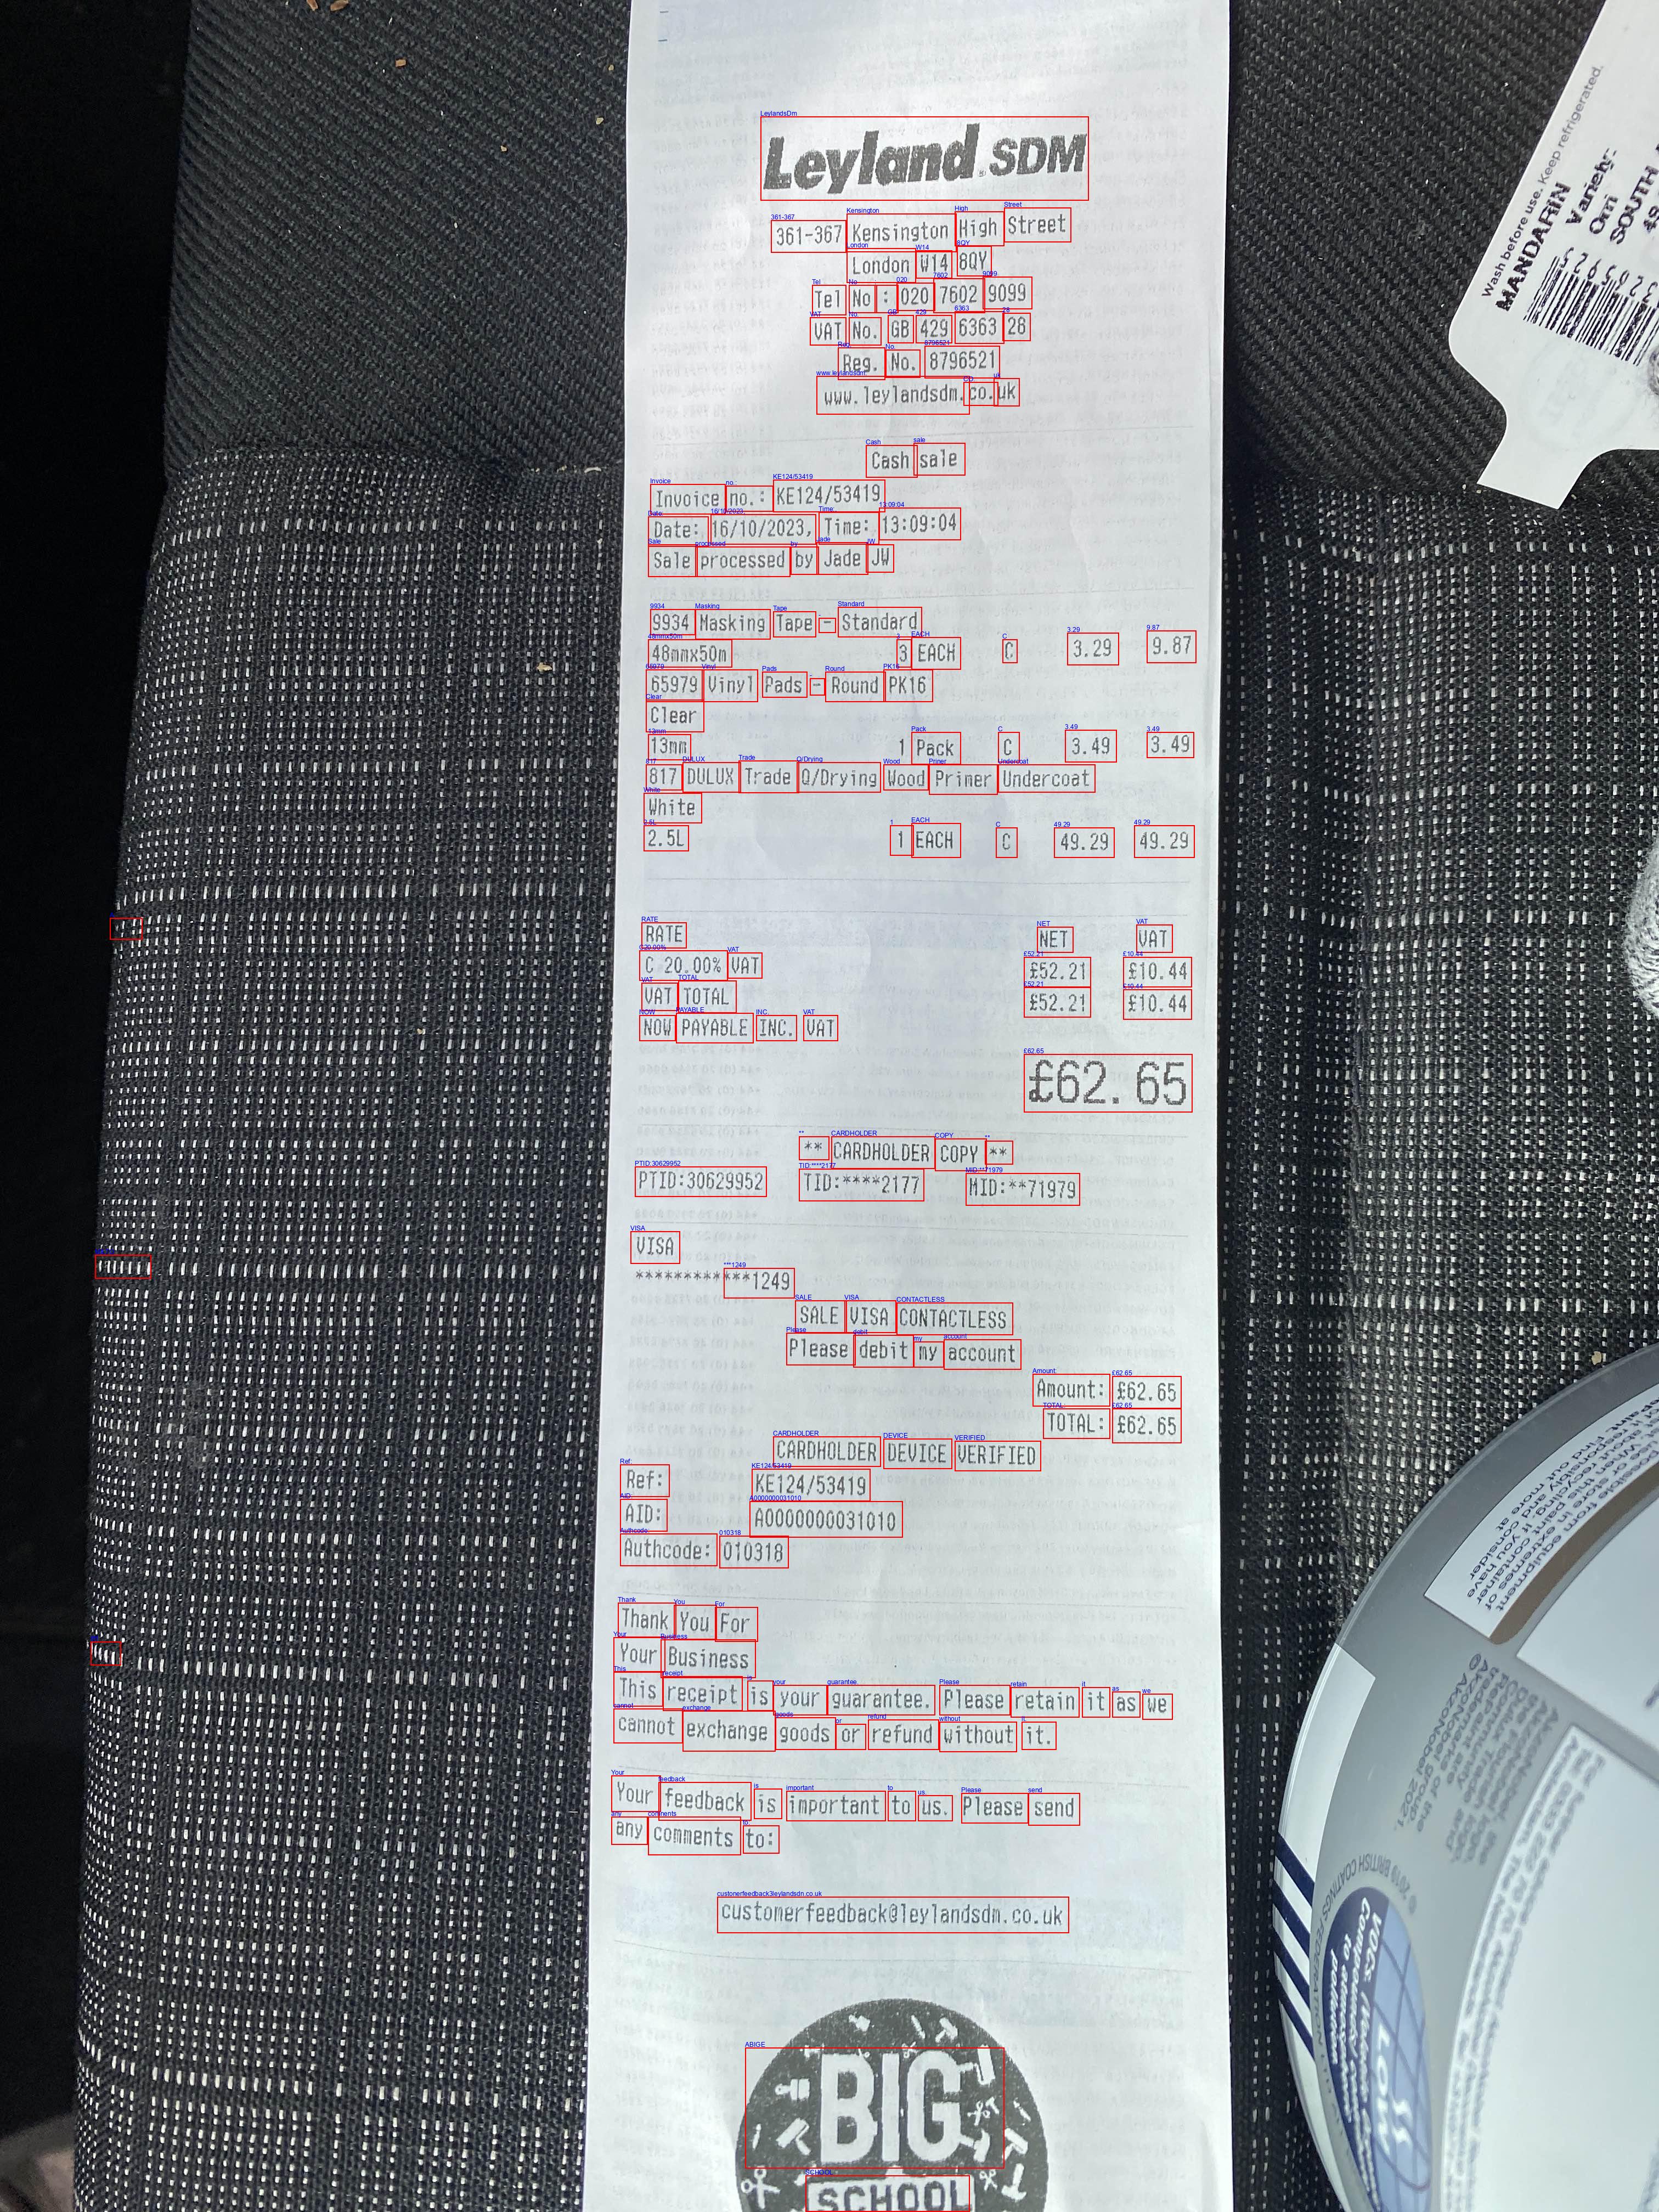 Leyland SDM
361-367 Kensington High Street
London W14 8QY
Tel No : 020 7602 9099
VAT No. GB 429 6363 28
Reg. No. 8796521
www.leylandsdm.co.uk
Cash sale
Invoice no.: KE124/53419
Date: 16/10/2023, Time: 13:09:04
Sale processed by Jade JW
9934 Masking Tape - Standard
48mmx50m 3 EACH C 3.29 9.87
65979 Vinyl Pads - Round PK16
Clear
13mm 1 Pack C 3.49 3.49
817 DULUX Trade Q/Drying Wood Primer Undercoat
White
2.5L 1 EACH C 49.29 49.29
RATE NET VAT
C 20.00% VAT £52.21 £10.44
VAT TOTAL £52.21 £10.44
NOW PAYABLE INC. VAT
£62.65
** CARDHOLDER COPY **
PTID:30629952 TID:****2177 MID:**71979
VISA
************1249
SALE VISA CONTACTLESS
Please debit my account
Amount: £62.65
TOTAL: £62.65
CARDHOLDER DEVICE VERIFIED
Ref: KE124/53419
AID: A0000000031010
Authcode: 010318
Thank You For
Your Business
This receipt is your guarantee. Please retain it as we
cannot exchange goods or refund without it.
Your feedback is important to us. Please send
any comments to:
customerfeedback@leylandsdm.co.uk
BIG
SCHOOL
Wash before use. Keep refrigerated.
MANDARIN
Variety:
Orri
SOUTH